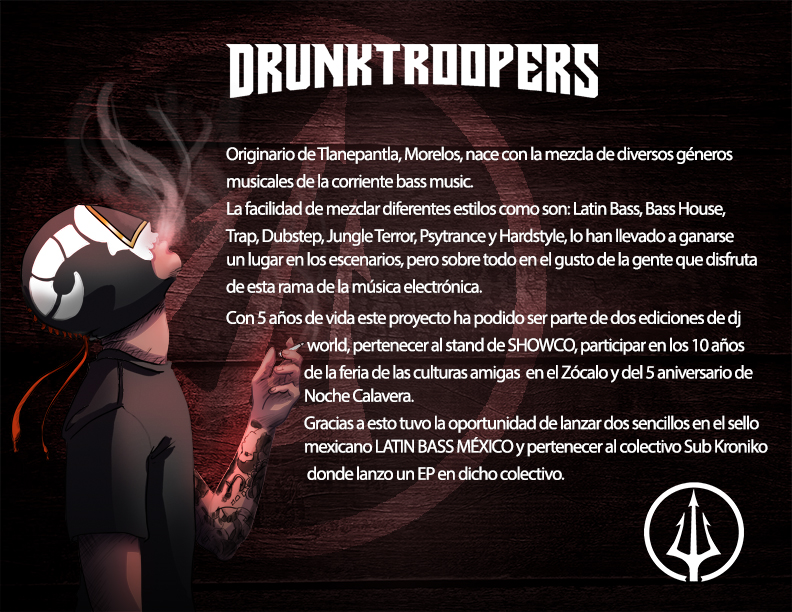 DRUNKTROOPERS
Originario de Tlanepantla, Morelos, nace con la mezcla de diversos géneros
musicales de la corriente bass music.
La facilidad de mezclar diferentes estilos como son: Latin Bass, Bass House,
Trap, Dubstep, Jungle Terror, Psytrance y Hardstyle, lo han llevado a ganarse
un lugar en los escenarios, pero sobre todo en el gusto de la gente que disfruta
de esta rama de la música electrónica.
Con 5 años de vida este proyecto ha podido ser parte de dos ediciones de dj
world, pertenecer al stand de SHOWCO, participar en los 10 años
de la feria de las culturas amigas en el Zócalo y del 5 aniversario de
Noche Calavera.
Gracias a esto tuvo la oportunidad de lanzar dos sencillos en el sello
mexicano LATIN BASS MÉXICO y pertenecer al colectivo Sub Kroniko
donde lanzo un EP en dicho colectivo.